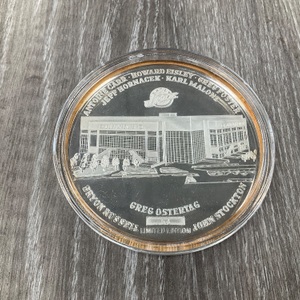 ANTOINE CARR · HOWARD EISLEY · GREG FOSTER
JEFF HORNACEK · KARL MALONE
GREG OSTERTAG
BRYON RUSSELL
LIMITED EDITION
JOHN STOCKTON